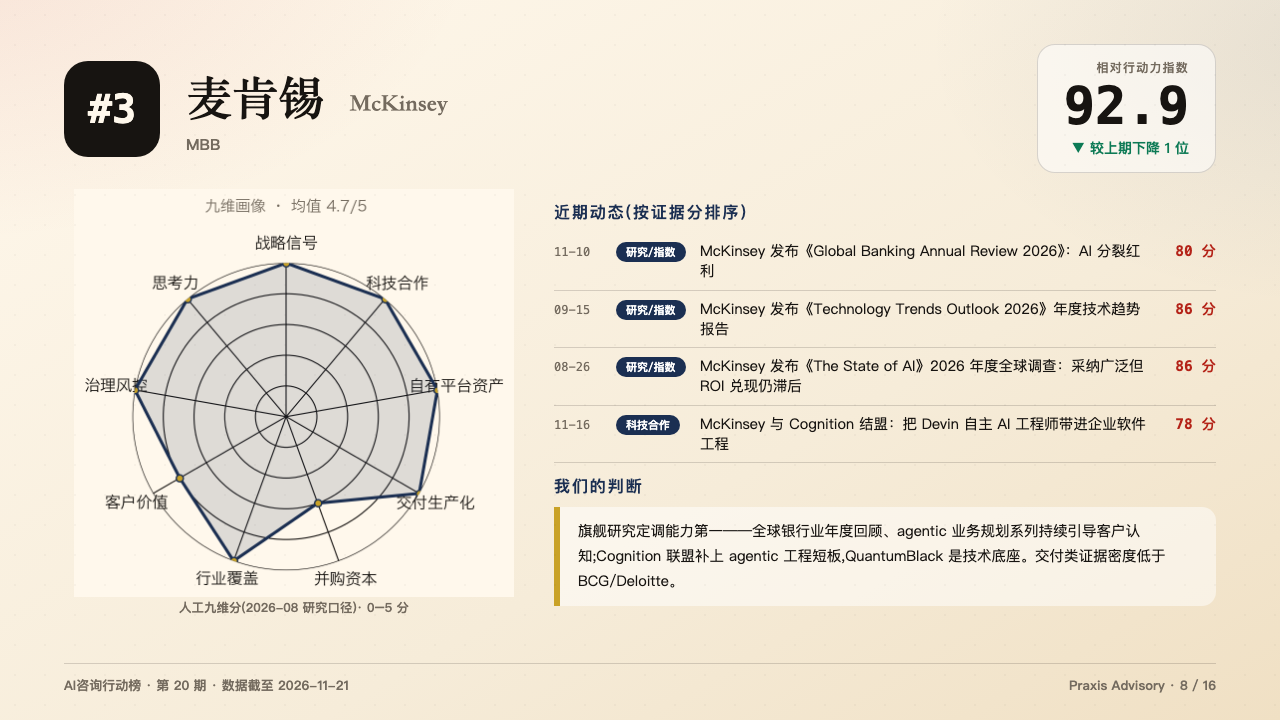 #3
麦肯锡 McKinsey
MBB
相对行动力指数
92.9
▼ 较上期下降 1 位
九维画像 · 均值 4.7/5
战略信号
思考力
科技合作
治理风控
自有平台资产
客户价值
交付生产化
行业覆盖
并购资本
人工九维分(2026-08 研究口径)· 0—5 分
近期动态(按证据分排序)
11-10 研究/指数 McKinsey 发布《Global Banking Annual Review 2026》：AI 分裂红 80 分
利
09-15 研究/指数 McKinsey 发布《Technology Trends Outlook 2026》年度技术趋势 86 分
报告
08-26 研究/指数 McKinsey 发布《The State of AI》2026 年度全球调查：采纳广泛但 86 分
ROI 兑现仍滞后
11-16 科技合作 McKinsey 与 Cognition 结盟：把 Devin 自主 AI 工程师带进企业软件 78 分
工程
我们的判断
旗舰研究定调能力第一——全球银行业年度回顾、agentic 业务规划系列持续引导客户认
知;Cognition 联盟补上 agentic 工程短板,QuantumBlack 是技术底座。交付类证据密度低于
BCG/Deloitte。
AI咨询行动榜 · 第 20 期 · 数据截至 2026-11-21
Praxis Advisory · 8 / 16